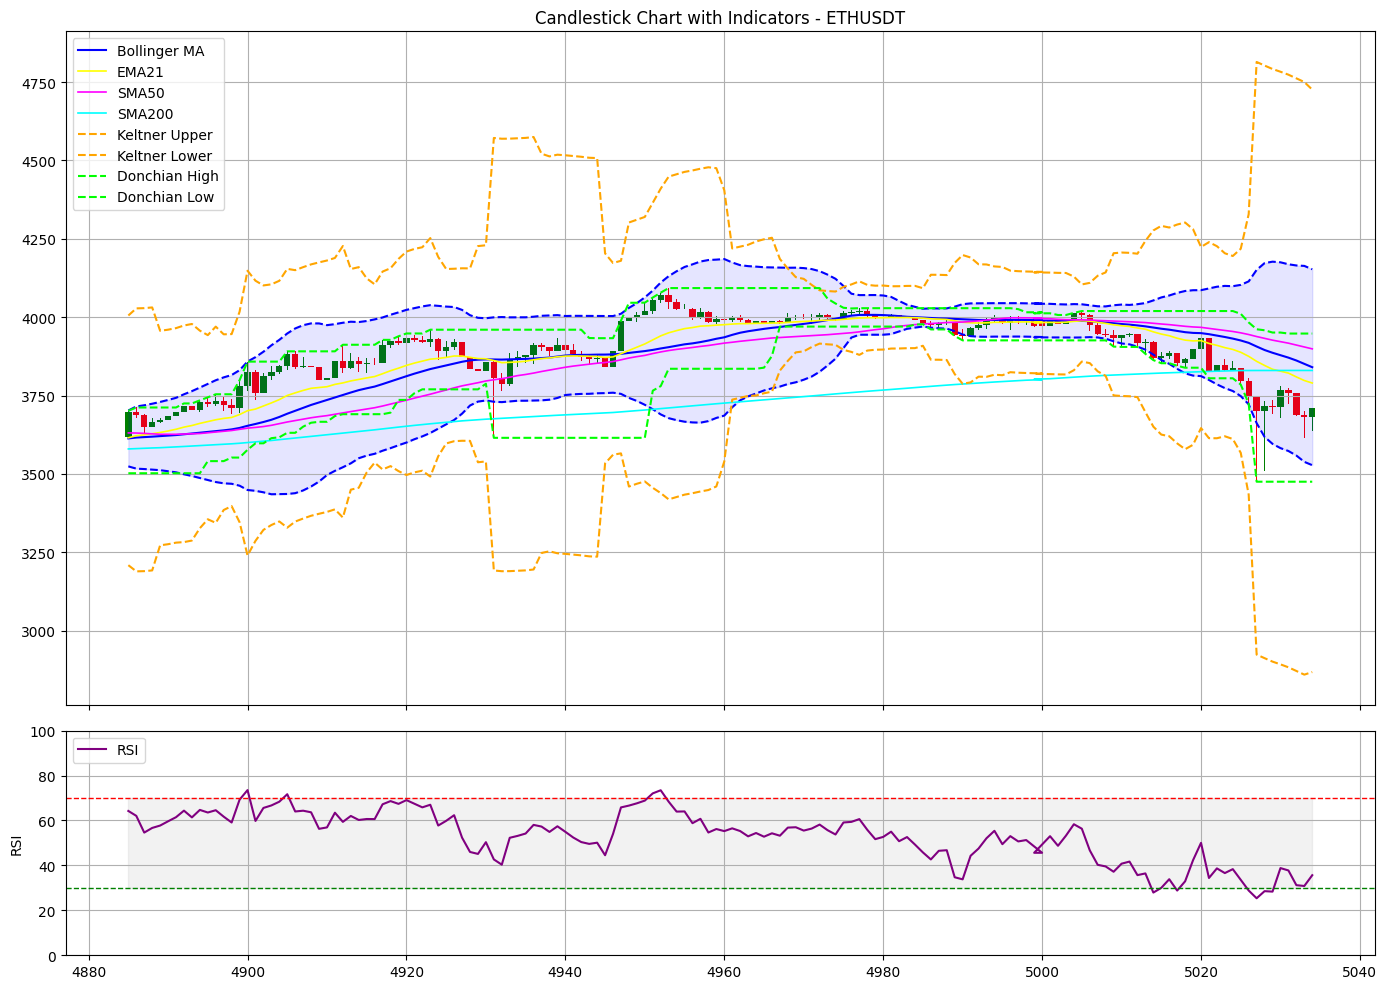 Candlestick Chart with Indicators - ETHUSDT
Bollinger MA
EMA21
SMA50
SMA200
Keltner Upper
Keltner Lower
Donchian High
Donchian Low
4750
4500
4250
4000
3750
3500
3250
3000
RSI
100
80
60
40
20
0
RSI
4880 4900 4920 4940 4960 4980 5000 5020 5040